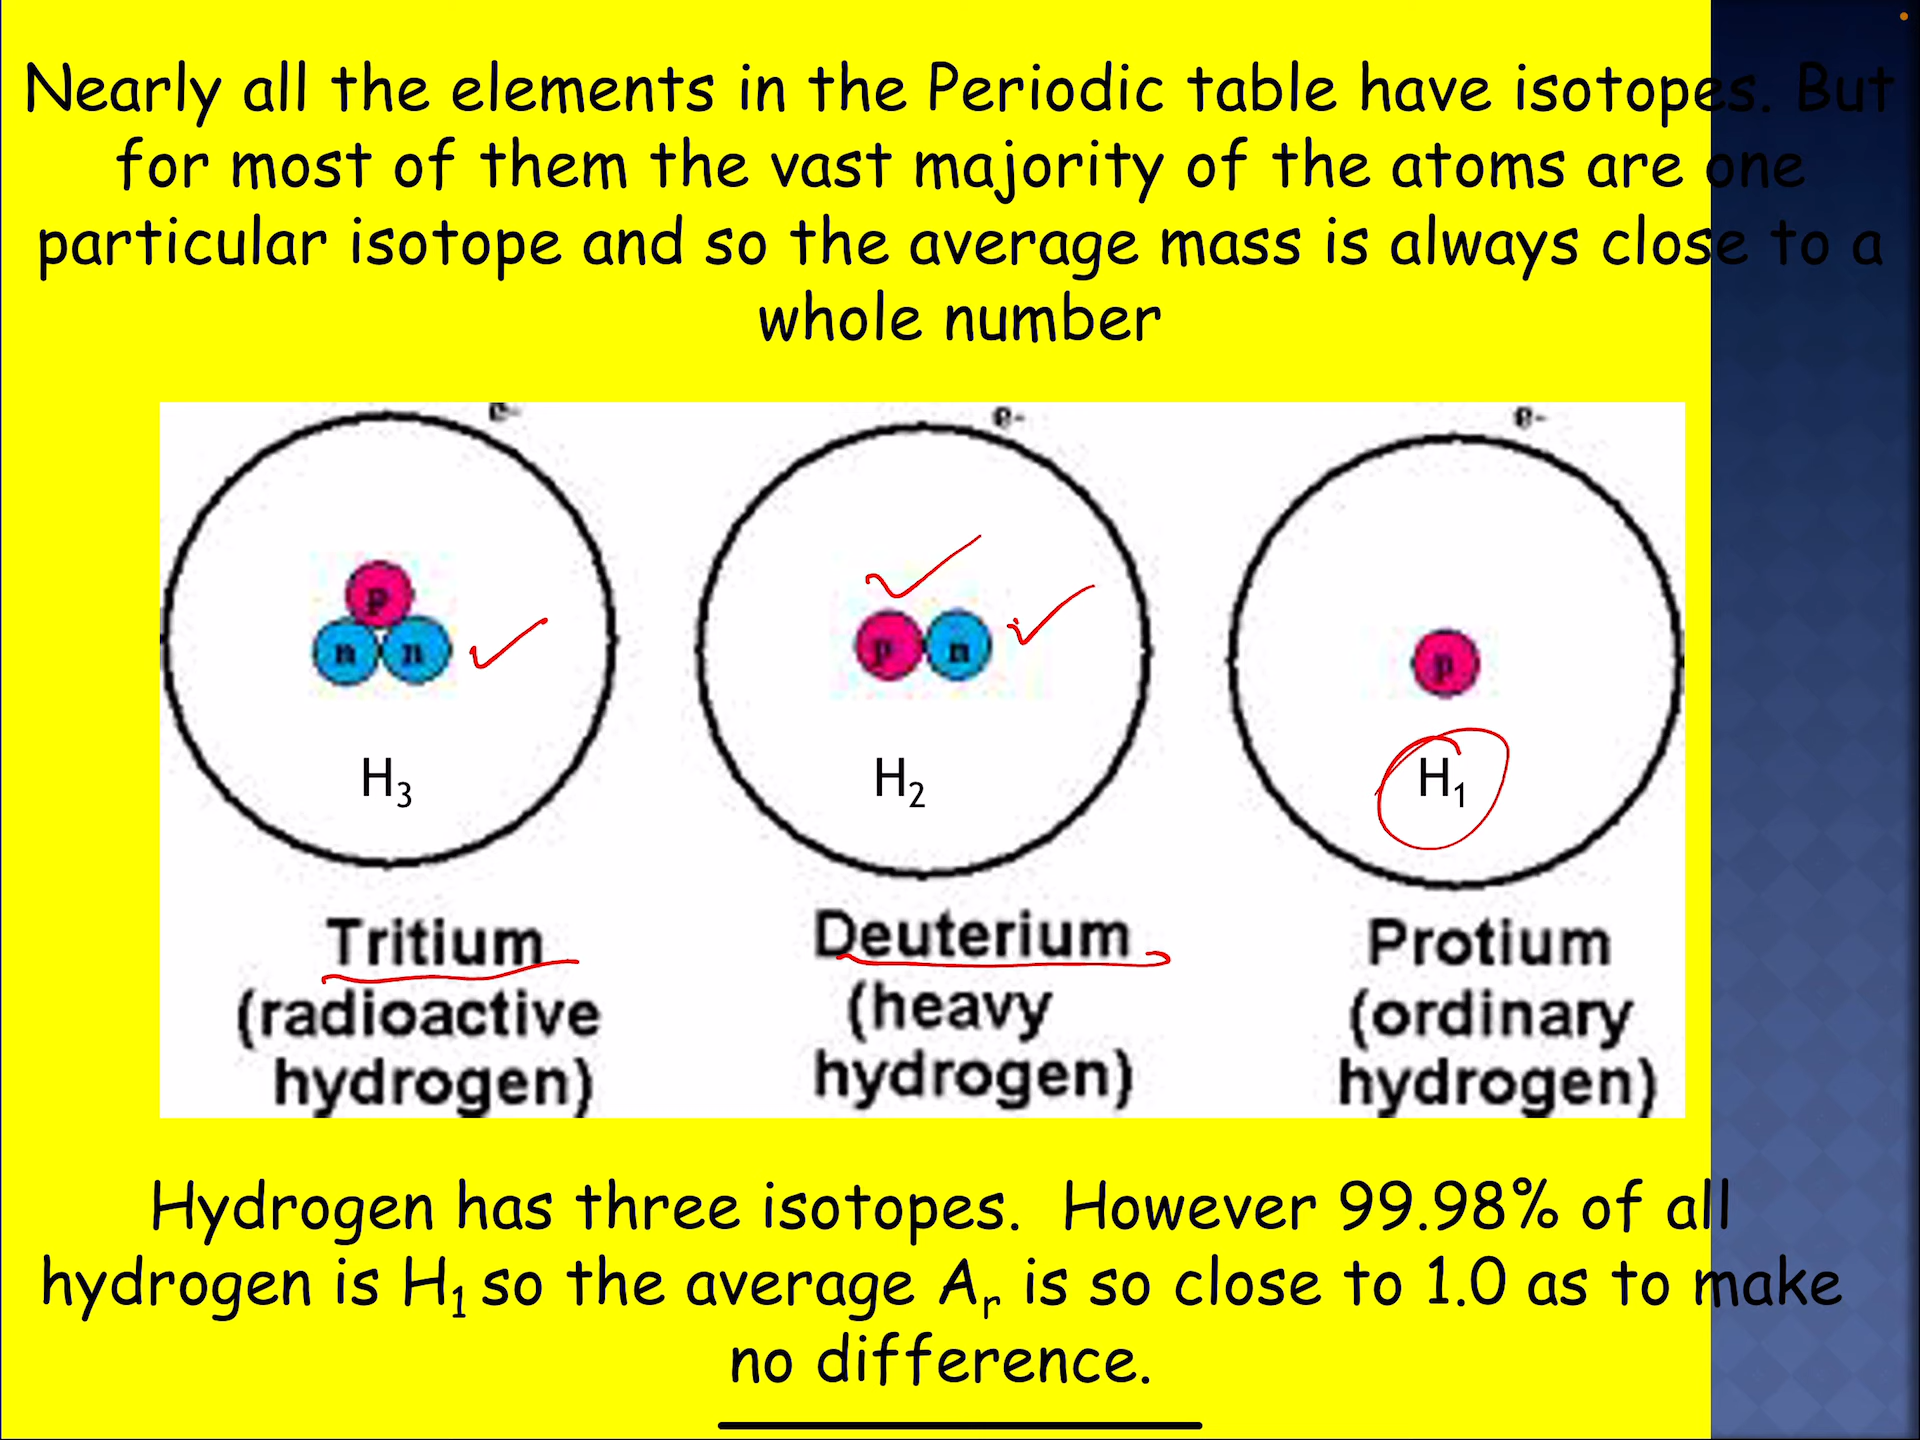 Nearly all the elements in the Periodic table have isotopes. But
for most of them the vast majority of the atoms are one
particular isotope and so the average mass is always close to a
whole number
e- e- e-
p
n n
p n
p
H₃ H₂ H₁
Tritium Deuterium Protium
(radioactive (heavy (ordinary
hydrogen) hydrogen) hydrogen)
Hydrogen has three isotopes. However 99.98% of all
hydrogen is H₁ so the average Aᵣ is so close to 1.0 as to make
no difference.